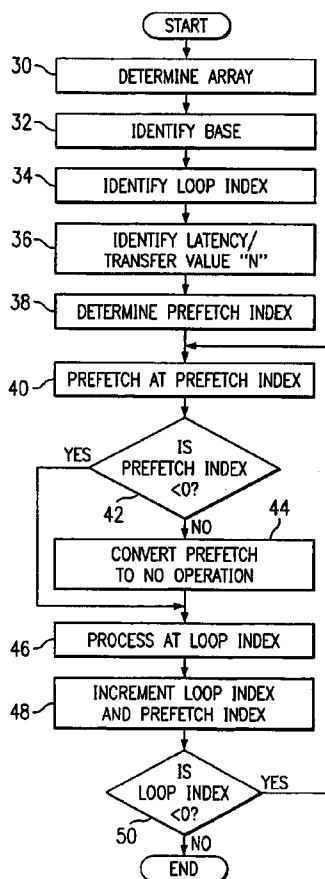 START
30
DETERMINE ARRAY
32
IDENTIFY BASE
34
IDENTIFY LOOP INDEX
36
IDENTIFY LATENCY/
TRANSFER VALUE "N"
38
DETERMINE PREFETCH INDEX
40
PREFETCH AT PREFETCH INDEX
YES
IS
PREFETCH INDEX
<0?
42
NO
44
CONVERT PREFETCH
TO NO OPERATION
46
PROCESS AT LOOP INDEX
48
INCREMENT LOOP INDEX
AND PREFETCH INDEX
IS
LOOP INDEX
<0?
YES
50
NO
END